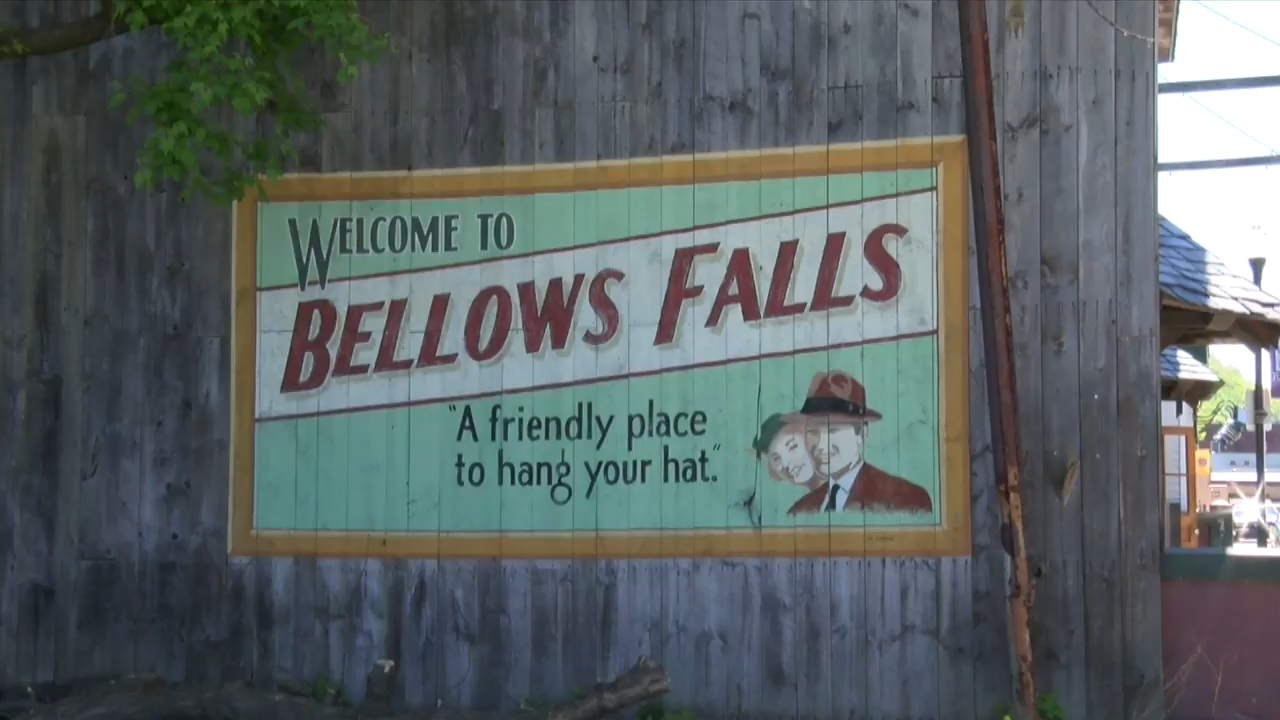 WELCOME TO
BELLOWS FALLS
"A friendly place
to hang your hat."